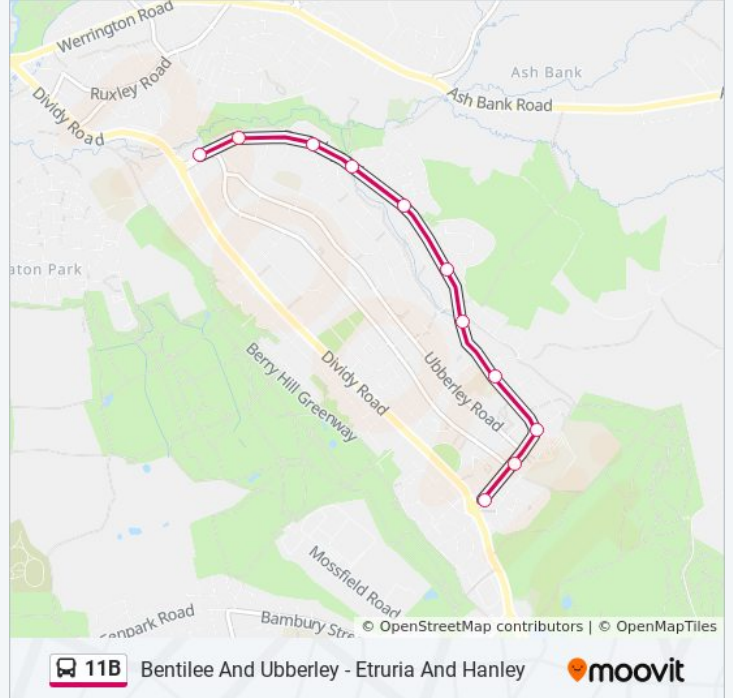 Werrington Road
Ash Bank
Ruxley Road
Ash Bank Road
Dividy Road
aton Park
Dividy Road
Ubberley Road
Berry Hill Greenway
Mossfield Road
enpark Road
Bambury Stre
© OpenStreetMap contributors | © OpenMapTiles
11B Bentilee And Ubberley - Etruria And Hanley moovit